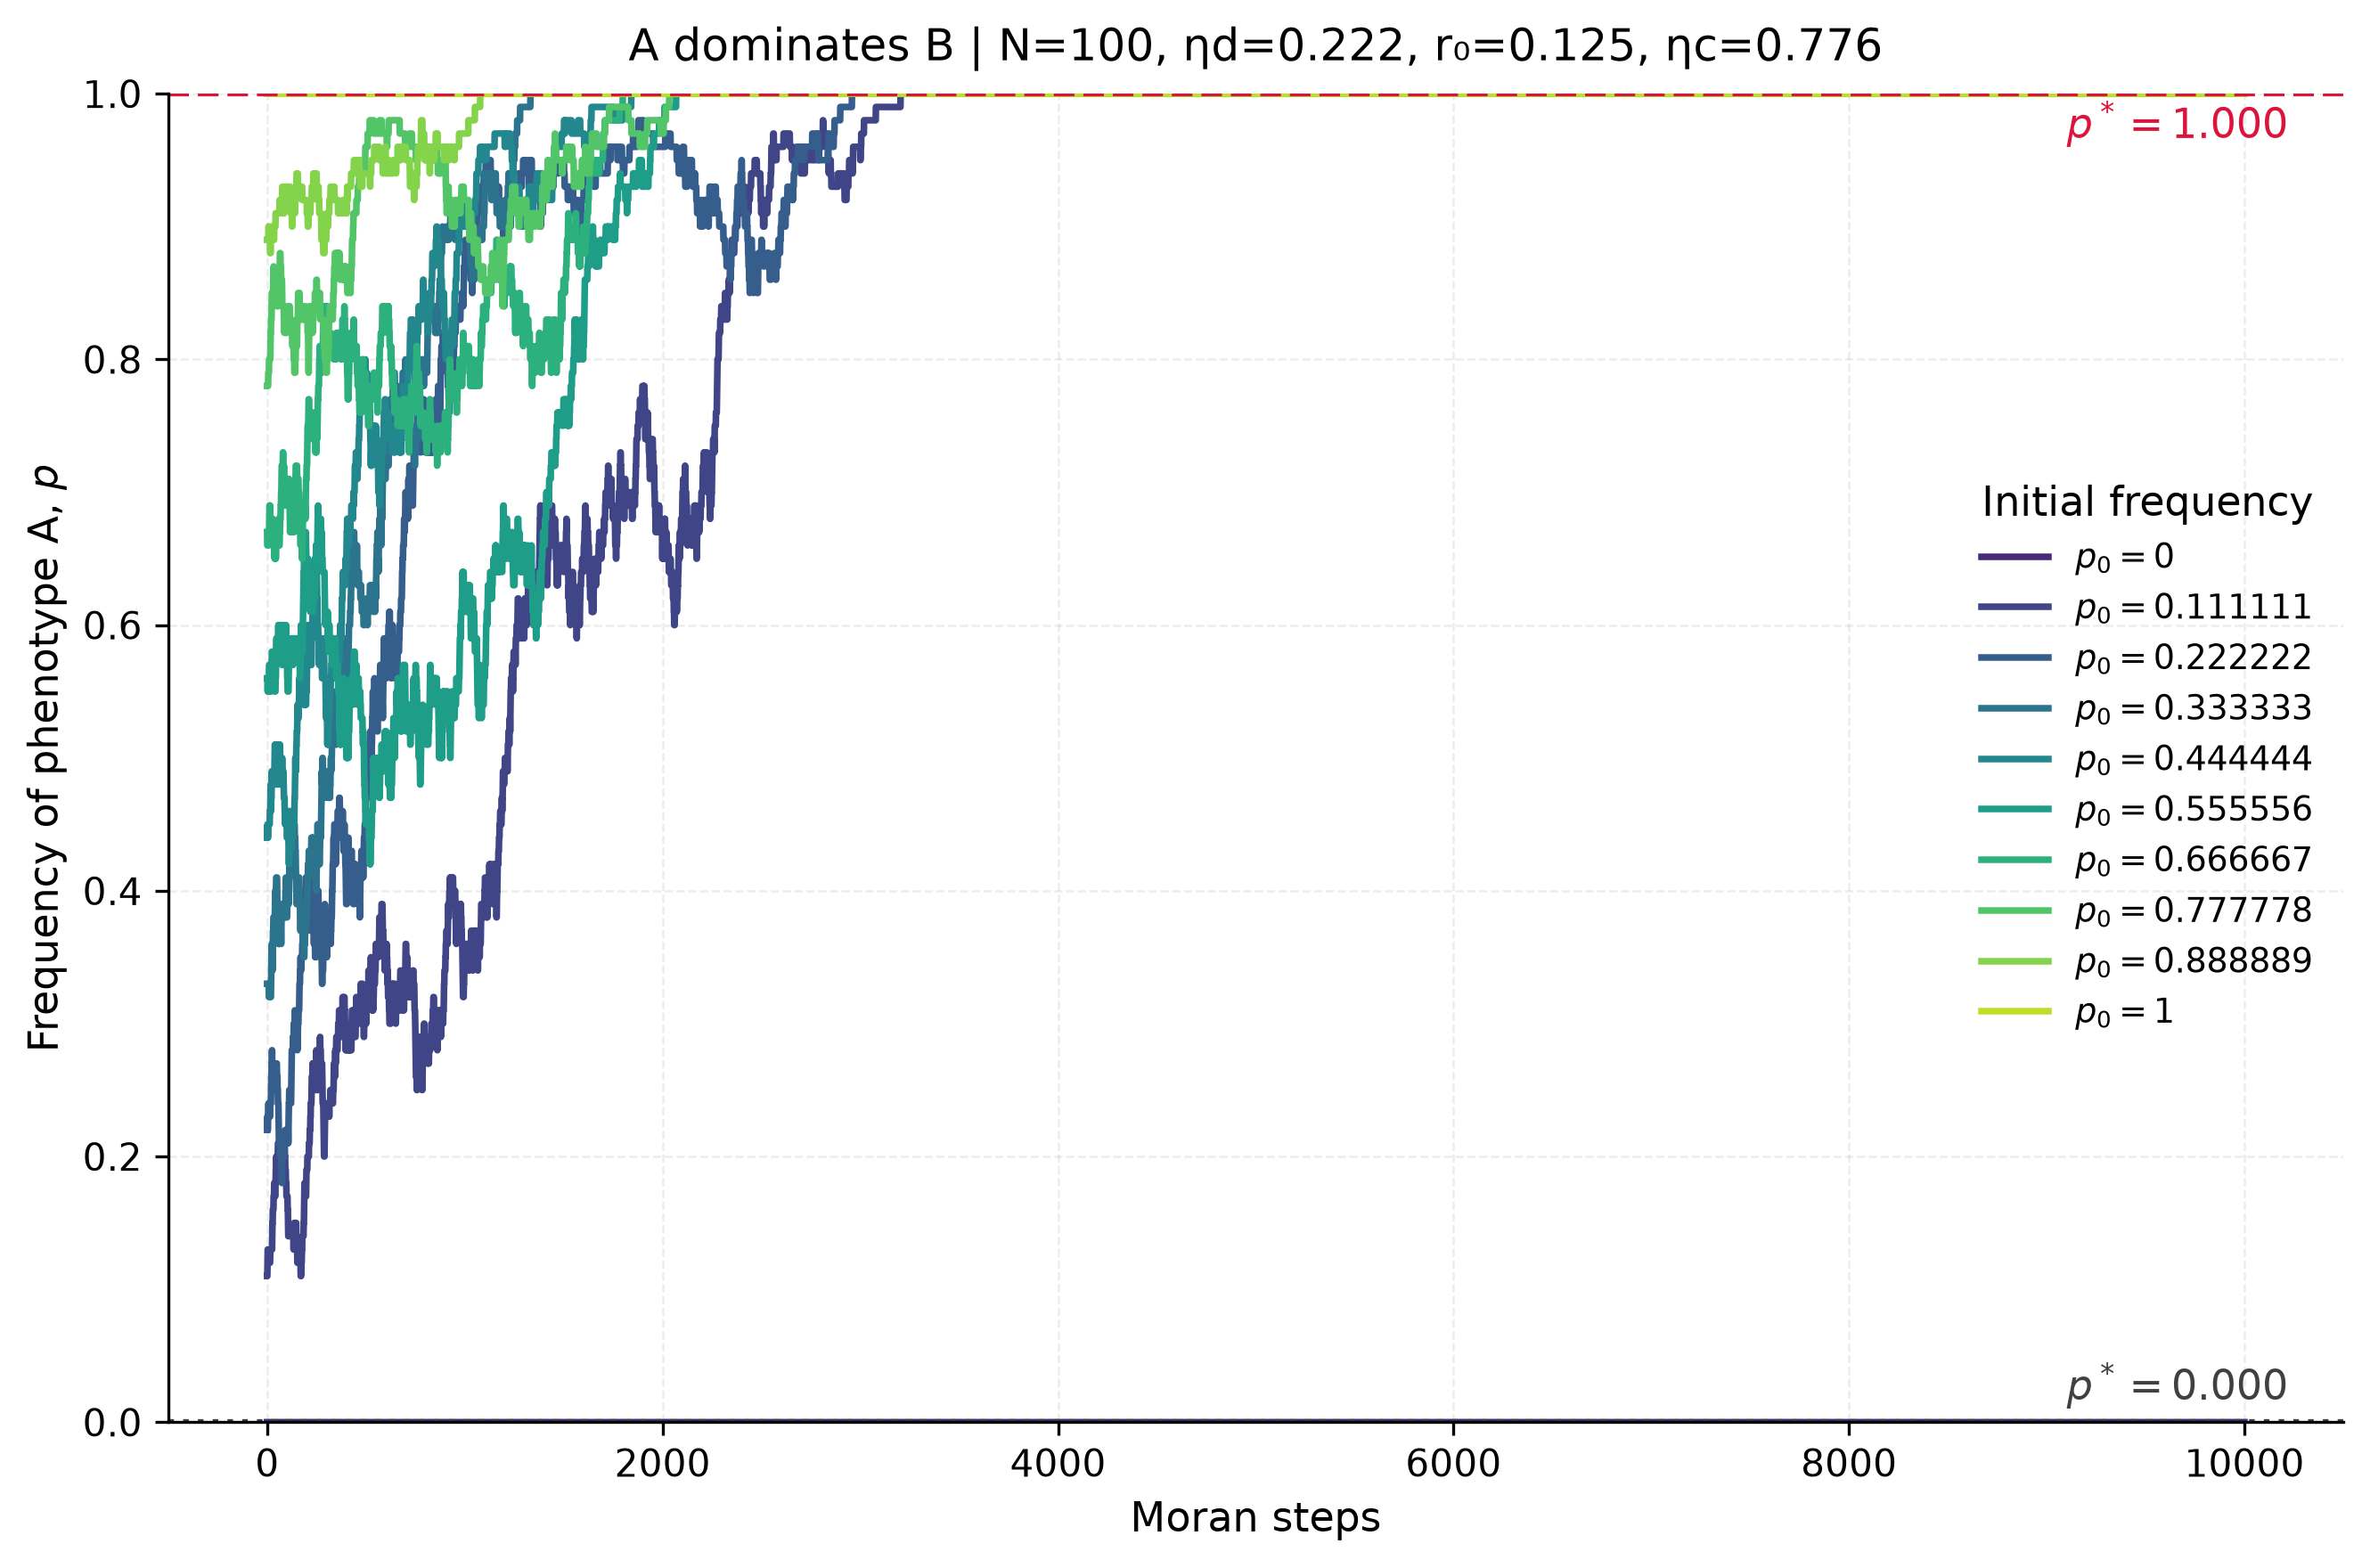 A dominates B | N=100, ηd=0.222, r₀=0.125, ηc=0.776
1.0
0.8
0.6
0.4
0.2
0.0
Frequency of phenotype A, p
p* = 1.000
Initial frequency
p₀ = 0
p₀ = 0.111111
p₀ = 0.222222
p₀ = 0.333333
p₀ = 0.444444
p₀ = 0.555556
p₀ = 0.666667
p₀ = 0.777778
p₀ = 0.888889
p₀ = 1
p* = 0.000
0 2000 4000 6000 8000 10000
Moran steps